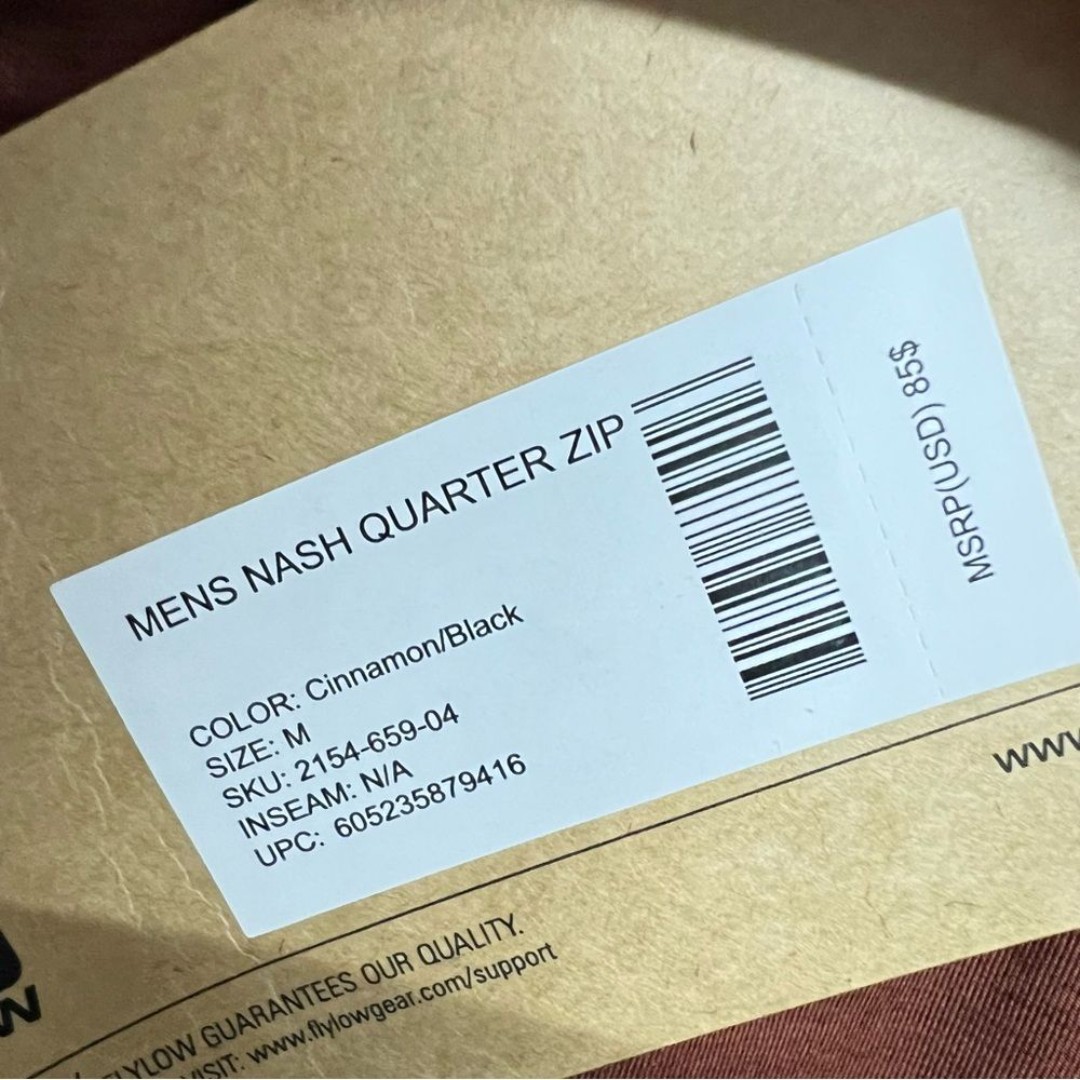 MENS NASH QUARTER ZIP
COLOR: Cinnamon/Black
SIZE: M
SKU: 2154-659-04
INSEAM: N/A
UPC: 605235879416
MSRP(USD) 85$
www
FLYLOW GUARANTEES OUR QUALITY.
VISIT: www.flylowgear.com/support